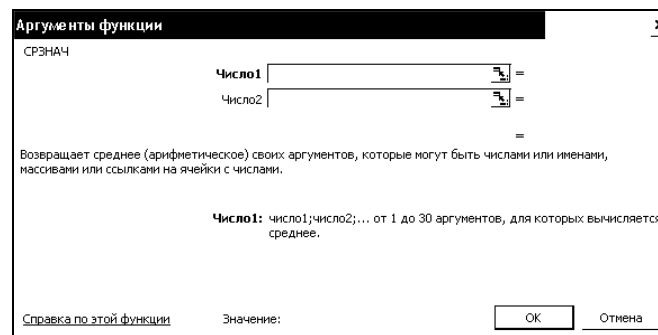 Аргументы функции
СРЗНАЧ
Число1 =
Число2 =
=
Возвращает среднее (арифметическое) своих аргументов, которые могут быть числами или именами,
массивами или ссылками на ячейки с числами.
Число1: число1;число2;... от 1 до 30 аргументов, для которых вычисляется
среднее.
Справка по этой функции Значение: ОК Отмена